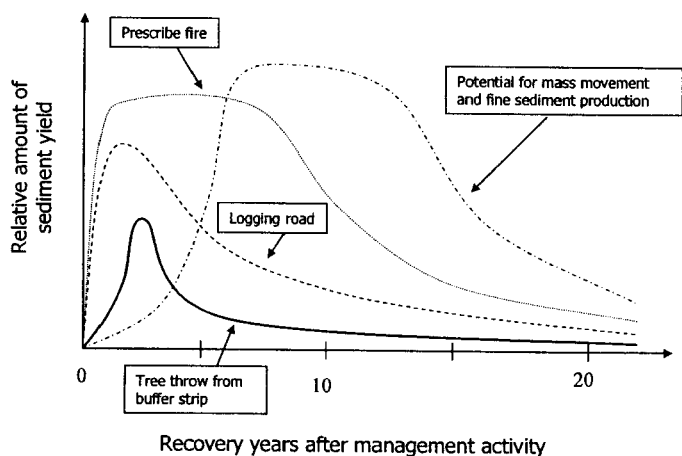 Prescribe fire
Potential for mass movement
and fine sediment production
Relative amount of
sediment yield
Logging road
Tree throw from
buffer strip
0
10
20
Recovery years after management activity